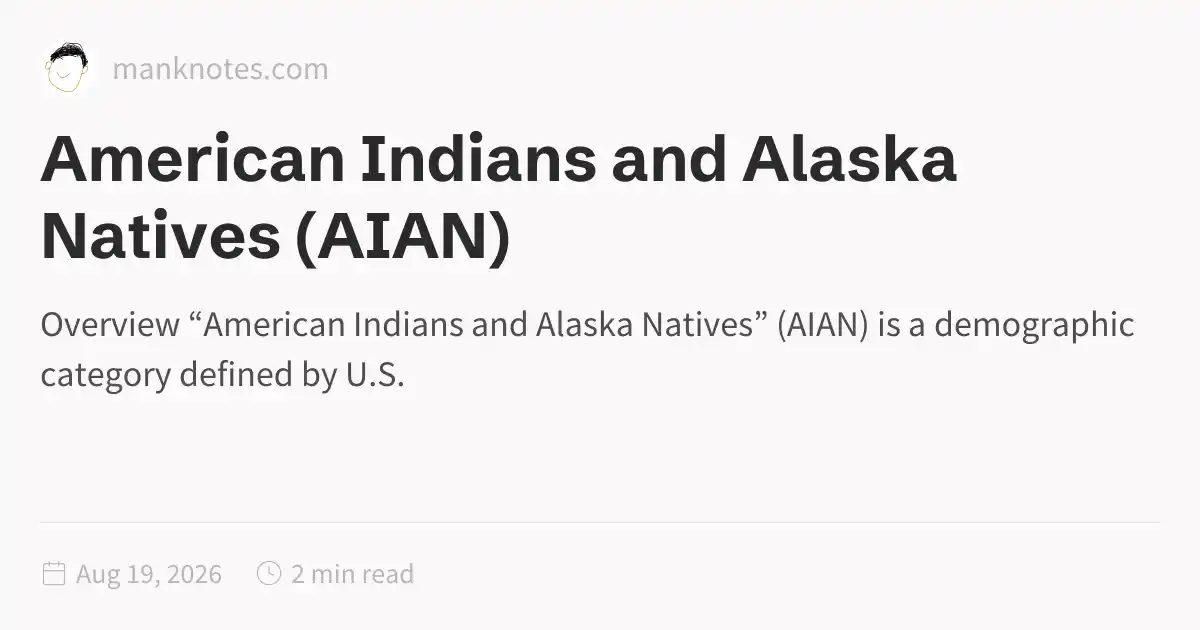 manknotes.com
American Indians and Alaska
Natives (AIAN)
Overview “American Indians and Alaska Natives” (AIAN) is a demographic
category defined by U.S.
Aug 19, 2026 2 min read